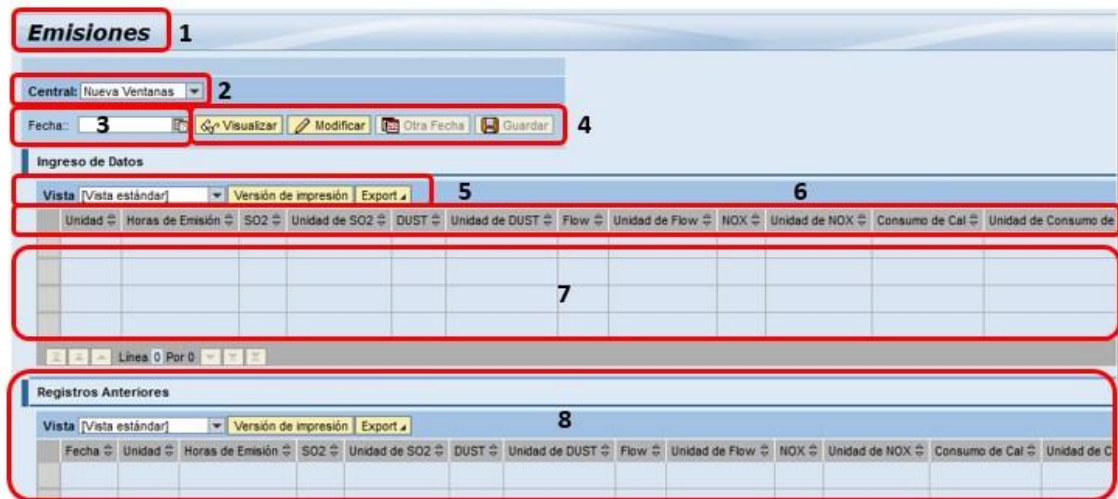 Emisiones 1
Central: Nueva Ventanas 2
Fecha:: 3 Visualizar Modificar Otra Fecha Guardar 4
Ingreso de Datos
Vista [Vista estándar] Versión de impresión Export 5 6
Unidad Horas de Emisión SO2 Unidad de SO2 DUST Unidad de DUST Flow Unidad de Flow NOX Unidad de NOX Consumo de Cal Unidad de Consumo de
7
Línea 0 Por 0
Registros Anteriores
Vista [Vista estándar] Versión de impresión Export 8
Fecha Unidad Horas de Emisión SO2 Unidad de SO2 DUST Unidad de DUST Flow Unidad de Flow NOX Unidad de NOX Consumo de Cal Unidad de C